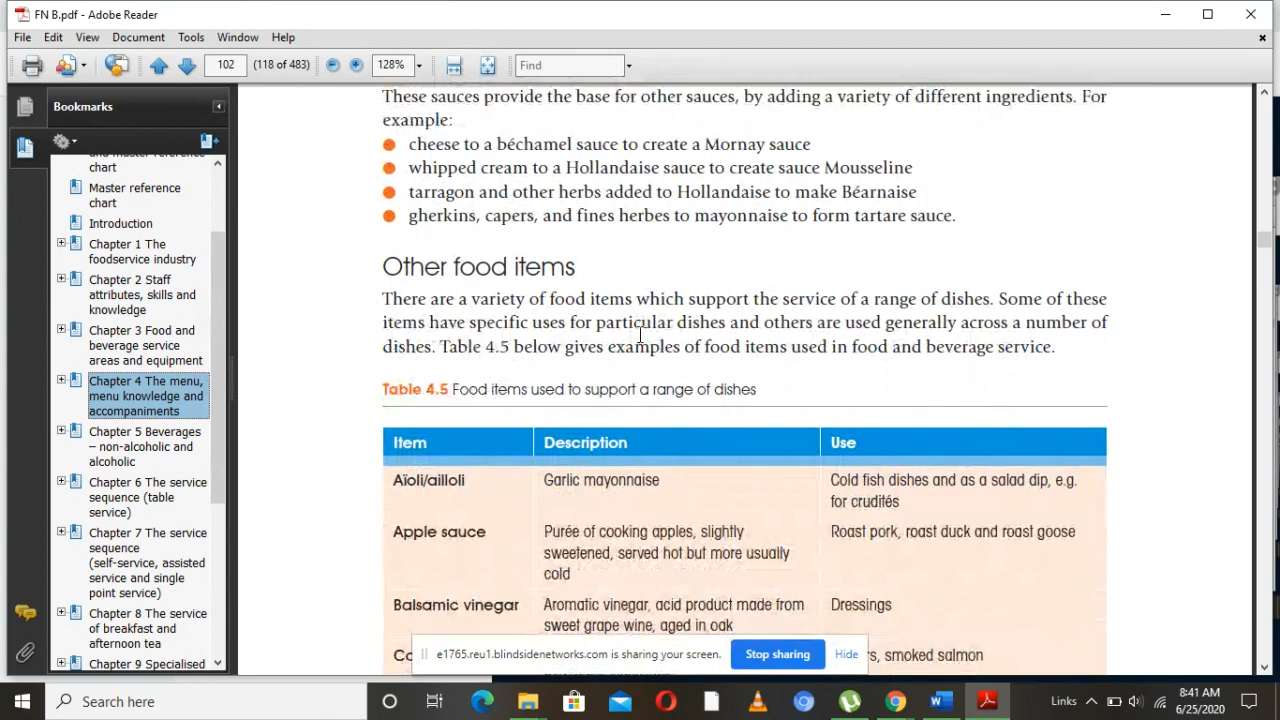 FN B.pdf - Adobe Reader
File Edit View Document Tools Window Help
102 (118 of 483) 128% Find
Bookmarks
and master reference
chart
Master reference
chart
Introduction
Chapter 1 The
foodservice industry
Chapter 2 Staff
attributes, skills and
knowledge
Chapter 3 Food and
beverage service
areas and equipment
Chapter 4 The menu,
menu knowledge and
accompaniments
Chapter 5 Beverages
– non-alcoholic and
alcoholic
Chapter 6 The service
sequence (table
service)
Chapter 7 The service
sequence
(self-service, assisted
service and single
point service)
Chapter 8 The service
of breakfast and
afternoon tea
Chapter 9 Specialised
These sauces provide the base for other sauces, by adding a variety of different ingredients. For
example:
cheese to a béchamel sauce to create a Mornay sauce
whipped cream to a Hollandaise sauce to create sauce Mousseline
tarragon and other herbs added to Hollandaise to make Béarnaise
gherkins, capers, and fines herbes to mayonnaise to form tartare sauce.
Other food items
There are a variety of food items which support the service of a range of dishes. Some of these
items have specific uses for particular dishes and others are used generally across a number of
dishes. Table 4.5 below gives examples of food items used in food and beverage service.
Table 4.5 Food items used to support a range of dishes
Item Description Use
Aïoli/ailloli Garlic mayonnaise Cold fish dishes and as a salad dip, e.g.
for crudités
Apple sauce Purée of cooking apples, slightly Roast pork, roast duck and roast goose
sweetened, served hot but more usually
cold
Balsamic vinegar Aromatic vinegar, acid product made from Dressings
sweet grape wine, aged in oak
smoked salmon
e1765.reu1.blindsidenetworks.com is sharing your screen. Stop sharing Hide
Search here
Links
8:41 AM
6/25/2020